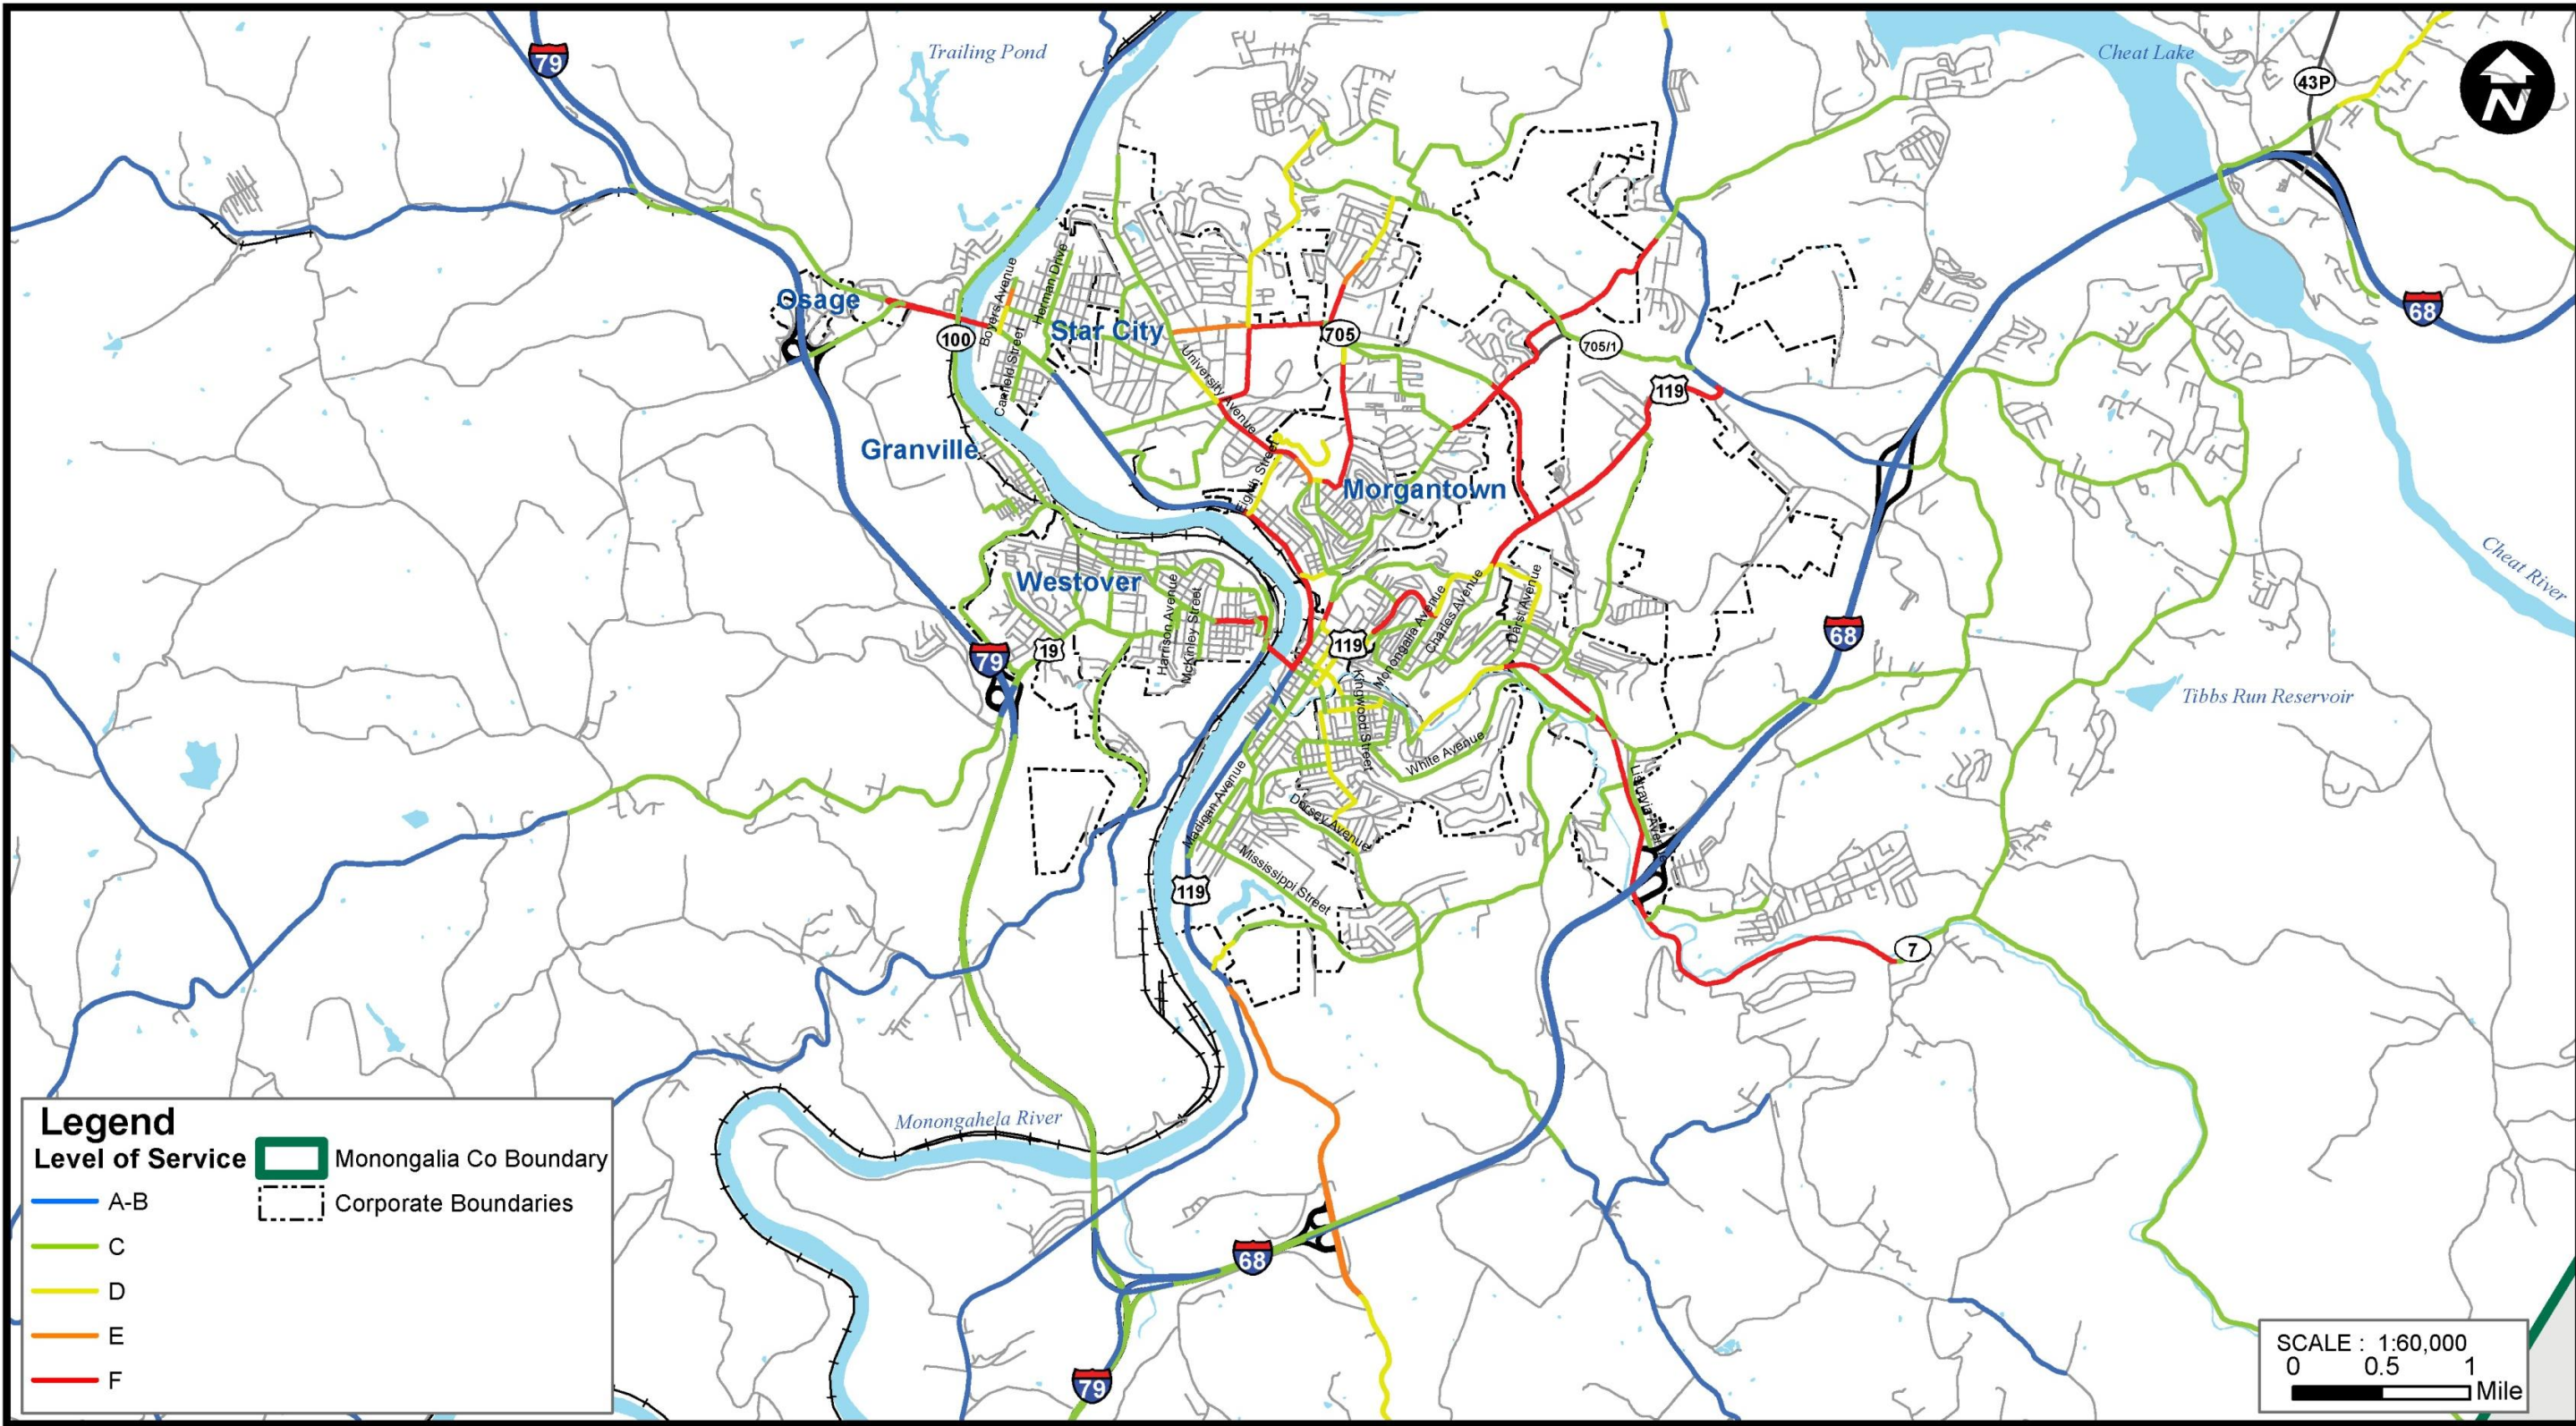 79
Trailing Pond
Cheat Lake
43P
N
Osage
Boyers Avenue
Herman Drive
Star City
100
Canfield Street
University Avenue
705
705/1
68
119
Granville
Eighth Street
Morgantown
Cheat River
Westover
Harrison Avenue
McKinley Street
Monongalia Avenue
Charles Avenue
Darst Avenue
79
19
119
68
Kingwood Street
Tibbs Run Reservoir
White Avenue
Madigan Avenue
Dorsey Avenue
Mississippi Street
119
7
Monongahela River
68
79
Legend
Level of Service
A-B
C
D
E
F
Monongalia Co Boundary
Corporate Boundaries
SCALE : 1:60,000
0 0.5 1
Mile